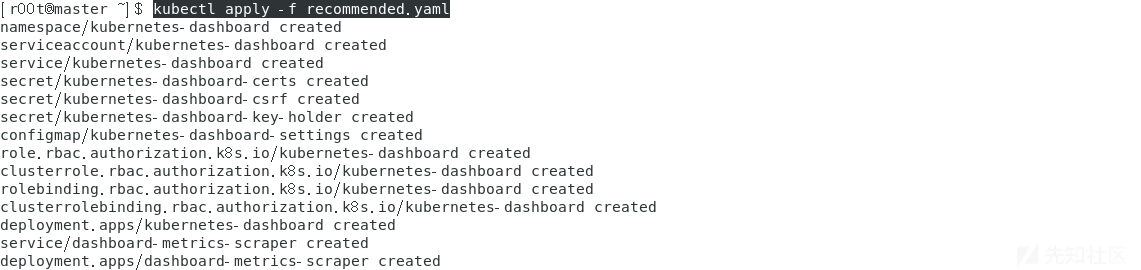 [r00t@master ~]$ kubectl apply -f recommended.yaml
namespace/kubernetes-dashboard created
serviceaccount/kubernetes-dashboard created
service/kubernetes-dashboard created
secret/kubernetes-dashboard-certs created
secret/kubernetes-dashboard-csrf created
secret/kubernetes-dashboard-key-holder created
configmap/kubernetes-dashboard-settings created
role.rbac.authorization.k8s.io/kubernetes-dashboard created
clusterrole.rbac.authorization.k8s.io/kubernetes-dashboard created
rolebinding.rbac.authorization.k8s.io/kubernetes-dashboard created
clusterrolebinding.rbac.authorization.k8s.io/kubernetes-dashboard created
deployment.apps/kubernetes-dashboard created
service/dashboard-metrics-scraper created
deployment.apps/dashboard-metrics-scraper created
先知社区